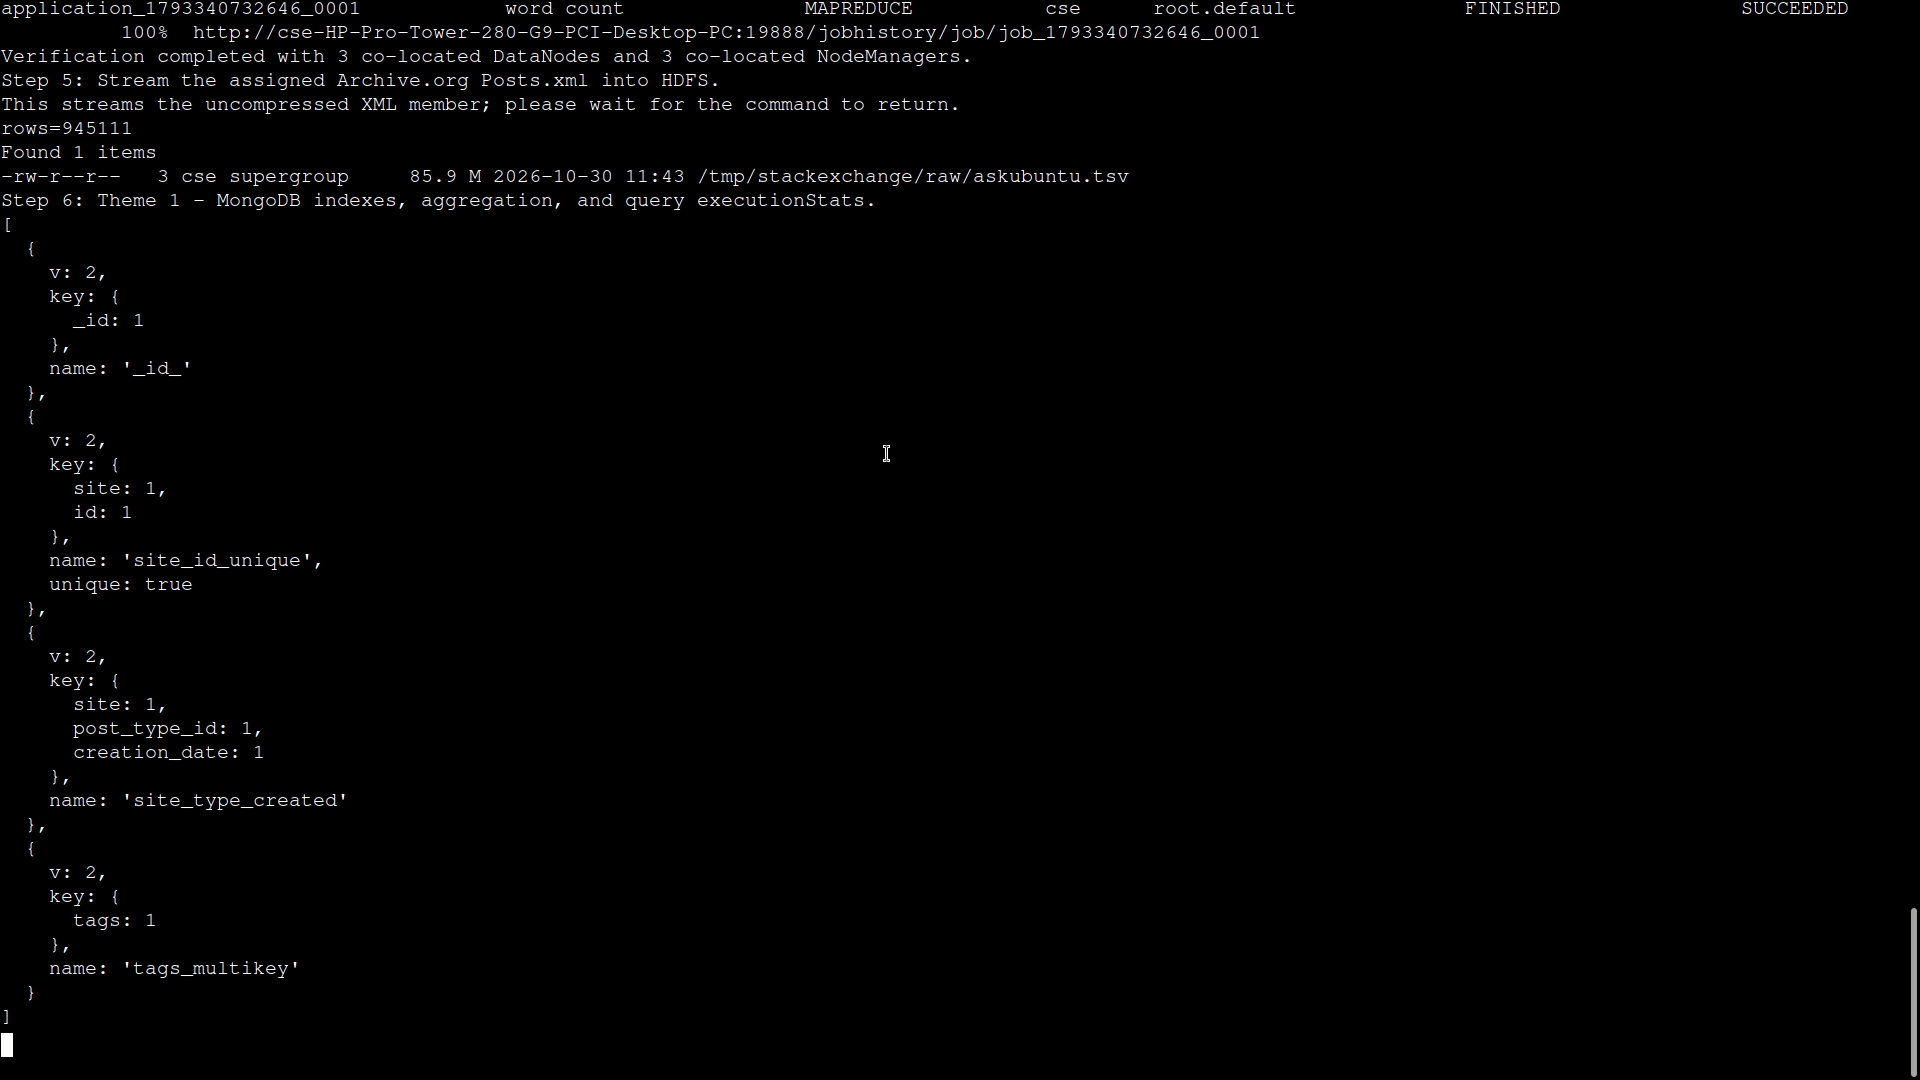 application_1793340732646_0001            word count               MAPREDUCE           cse      root.default              FINISHED               SUCCEEDED
          100%  http://cse-HP-Pro-Tower-280-G9-PCI-Desktop-PC:19888/jobhistory/job/job_1793340732646_0001
Verification completed with 3 co-located DataNodes and 3 co-located NodeManagers.
Step 5: Stream the assigned Archive.org Posts.xml into HDFS.
This streams the uncompressed XML member; please wait for the command to return.
rows=945111
Found 1 items
-rw-r--r--   3 cse supergroup     85.9 M 2026-10-30 11:43 /tmp/stackexchange/raw/askubuntu.tsv
Step 6: Theme 1 - MongoDB indexes, aggregation, and query executionStats.
[
  {
    v: 2,
    key: {
      _id: 1
    },
    name: '_id_'
  },
  {
    v: 2,
    key: {
      site: 1,
      id: 1
    },
    name: 'site_id_unique',
    unique: true
  },
  {
    v: 2,
    key: {
      site: 1,
      post_type_id: 1,
      creation_date: 1
    },
    name: 'site_type_created'
  },
  {
    v: 2,
    key: {
      tags: 1
    },
    name: 'tags_multikey'
  }
]